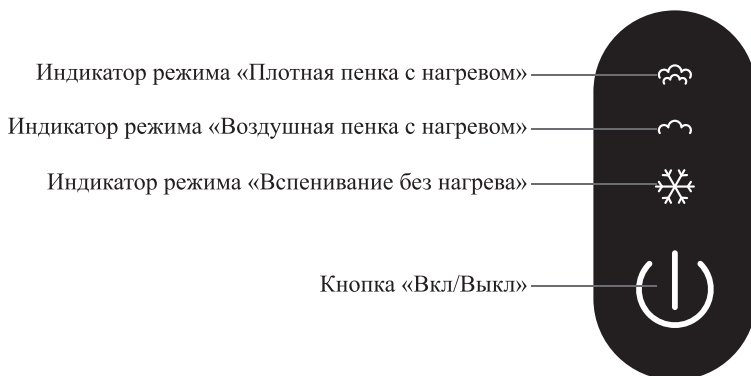 Индикатор режима «Плотная пенка с нагревом»
Индикатор режима «Воздушная пенка с нагревом»
Индикатор режима «Вспенивание без нагрева»
Кнопка «Вкл/Выкл»